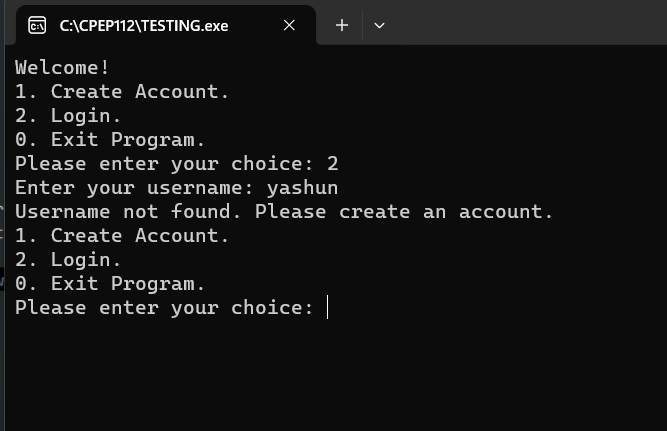 C:\CPEP112\TESTING.exe
Welcome!
1. Create Account.
2. Login.
0. Exit Program.
Please enter your choice: 2
Enter your username: yashun
Username not found. Please create an account.
1. Create Account.
2. Login.
0. Exit Program.
Please enter your choice: